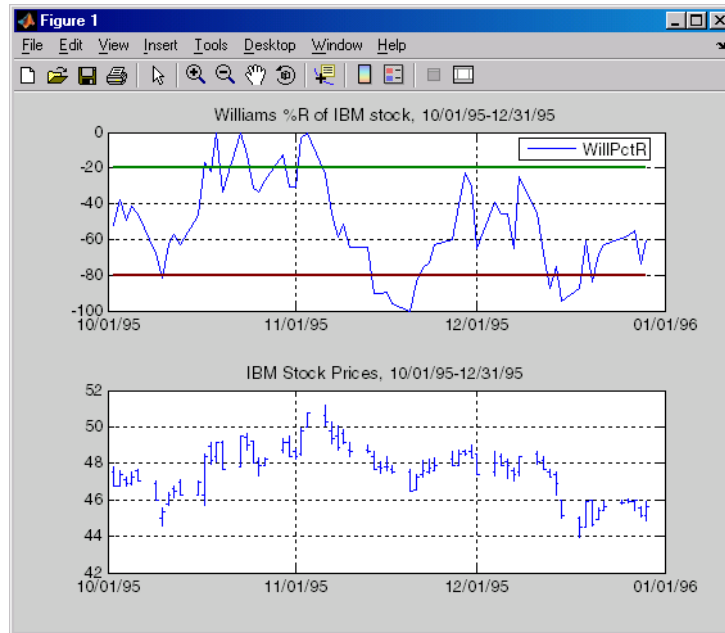 Figure 1
File Edit View Insert Tools Desktop Window Help
Williams %R of IBM stock, 10/01/95-12/31/95
0
WillPctR
-20
-40
-60
-80
-100
10/01/95 11/01/95 12/01/95 01/01/96
IBM Stock Prices, 10/01/95-12/31/95
52
50
48
46
44
42
10/01/95 11/01/95 12/01/95 01/01/96